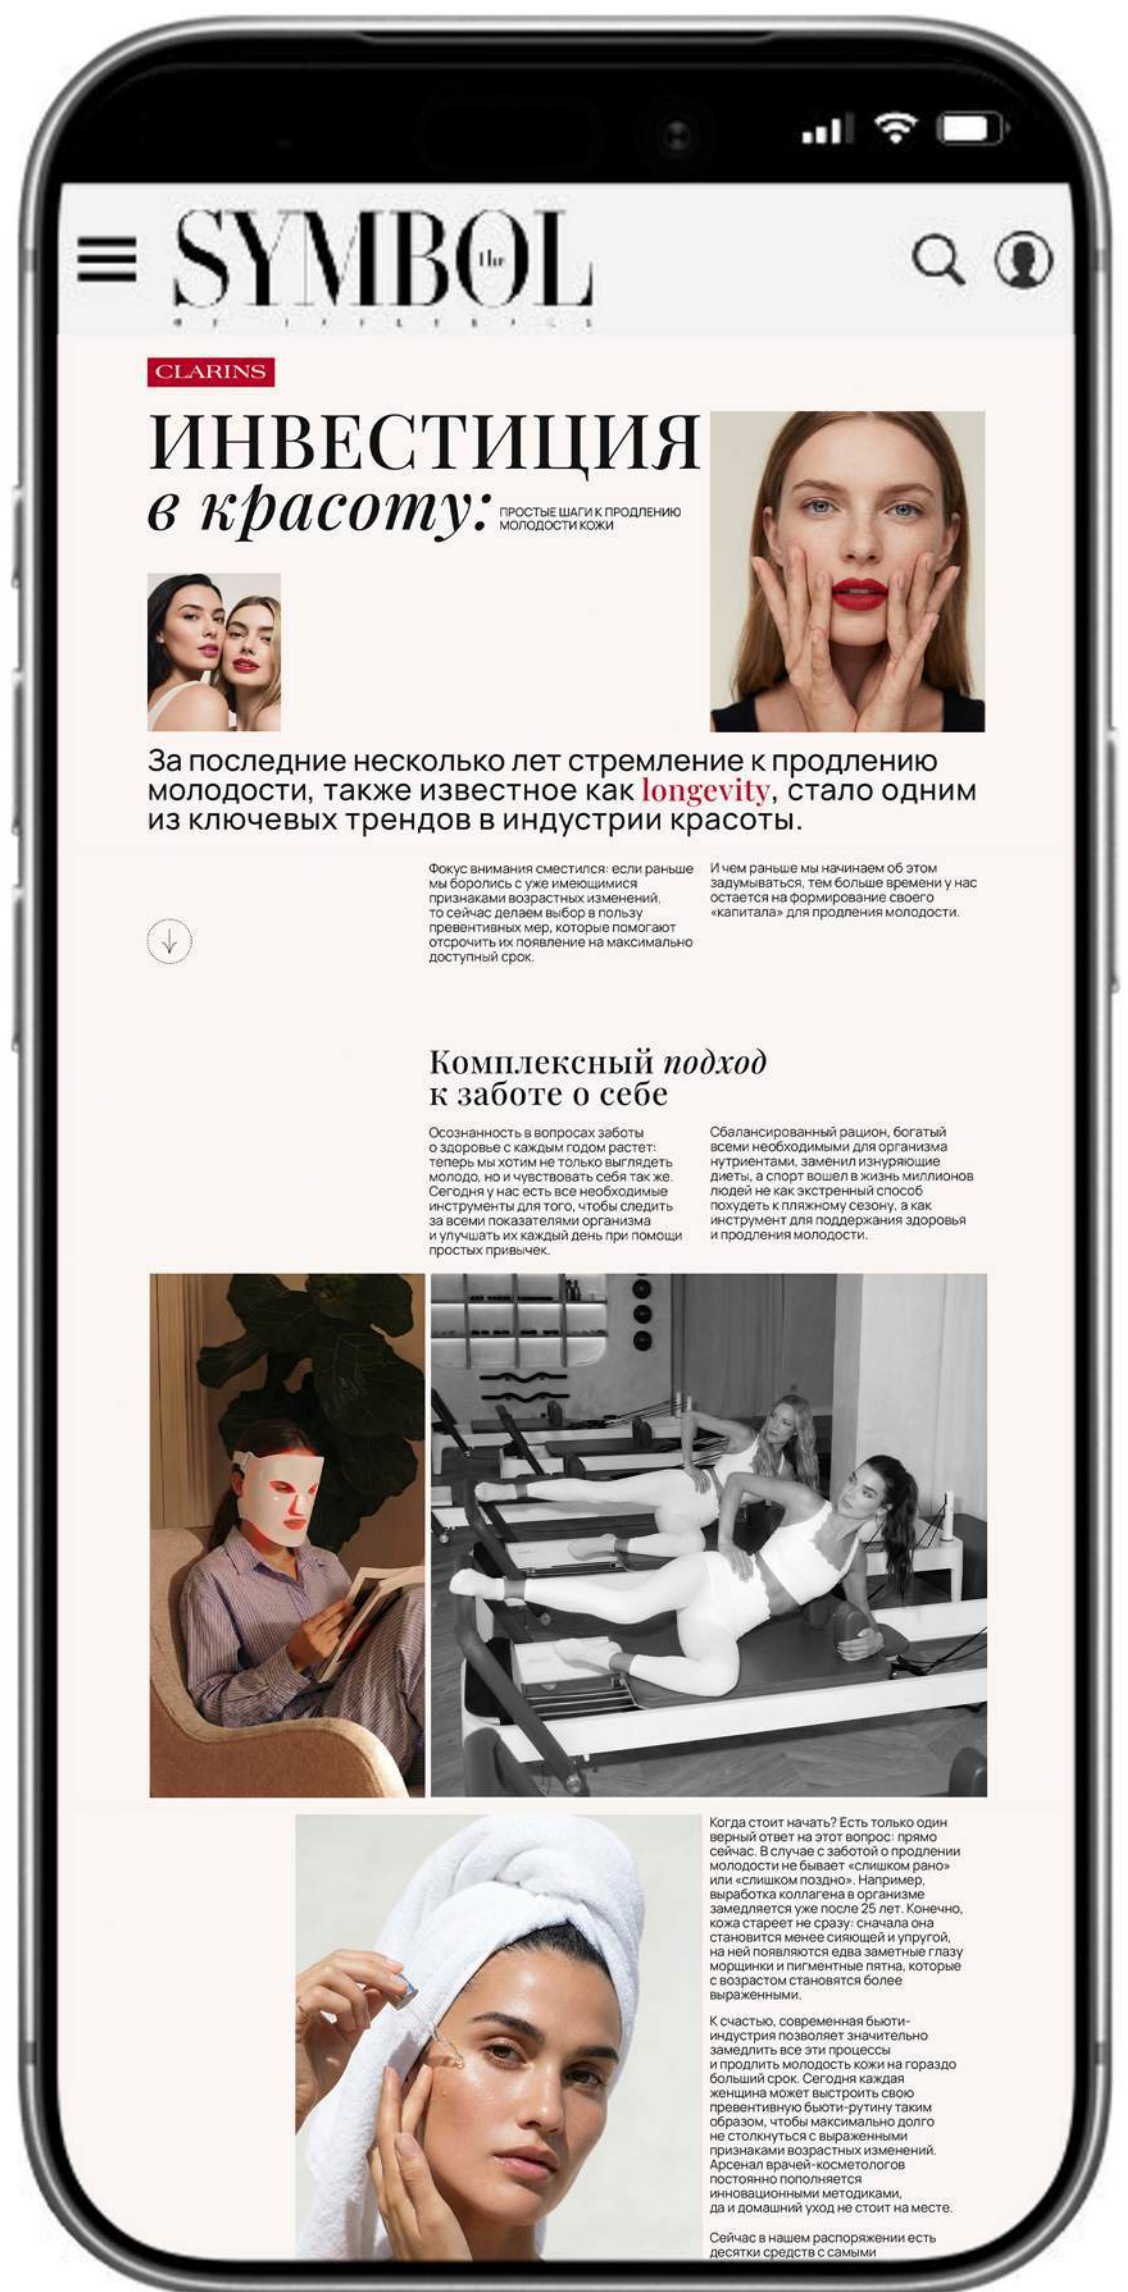 SYMBOL
the
CLARINS
ИНВЕСТИЦИЯ
в красоту:
ПРОСТЫЕ ШАГИ К ПРОДЛЕНИЮ
МОЛОДОСТИ КОЖИ
За последние несколько лет стремление к продлению
молодости, также известное как longevity, стало одним
из ключевых трендов в индустрии красоты.
Фокус внимания сместился: если раньше
мы боролись с уже имеющимися
признаками возрастных изменений,
то сейчас делаем выбор в пользу
превентивных мер, которые помогают
отсрочить их появление на максимально
доступный срок.
И чем раньше мы начинаем об этом
задумываться, тем больше времени у нас
остается на формирование своего
«капитала» для продления молодости.
Комплексный подход
к заботе о себе
Осознанность в вопросах заботы
о здоровье с каждым годом растет:
теперь мы хотим не только выглядеть
молодо, но и чувствовать себя так же.
Сегодня у нас есть все необходимые
инструменты для того, чтобы следить
за всеми показателями организма
и улучшать их каждый день при помощи
простых привычек.
Сбалансированный рацион, богатый
всеми необходимыми для организма
нутриентами, заменил изнуряющие
диеты, а спорт вошел в жизнь миллионов
людей не как экстренный способ
похудеть к пляжному сезону, а как
инструмент для поддержания здоровья
и продления молодости.
Когда стоит начать? Есть только один
верный ответ на этот вопрос: прямо
сейчас. В случае с заботой о продлении
молодости не бывает «слишком рано»
или «слишком поздно». Например,
выработка коллагена в организме
замедляется уже после 25 лет. Конечно,
кожа стареет не сразу: сначала она
становится менее сияющей и упругой,
на ней появляются едва заметные глазу
морщинки и пигментные пятна, которые
с возрастом становятся более
выраженными.
К счастью, современная бьюти-
индустрия позволяет значительно
замедлить все эти процессы
и продлить молодость кожи на гораздо
больший срок. Сегодня каждая
женщина может выстроить свою
превентивную бьюти-рутину таким
образом, чтобы максимально долго
не столкнуться с выраженными
признаками возрастных изменений.
Арсенал врачей-косметологов
постоянно пополняется
инновационными методиками,
да и домашний уход не стоит на месте.
Сейчас в нашем распоряжении есть
десятки средств с самыми